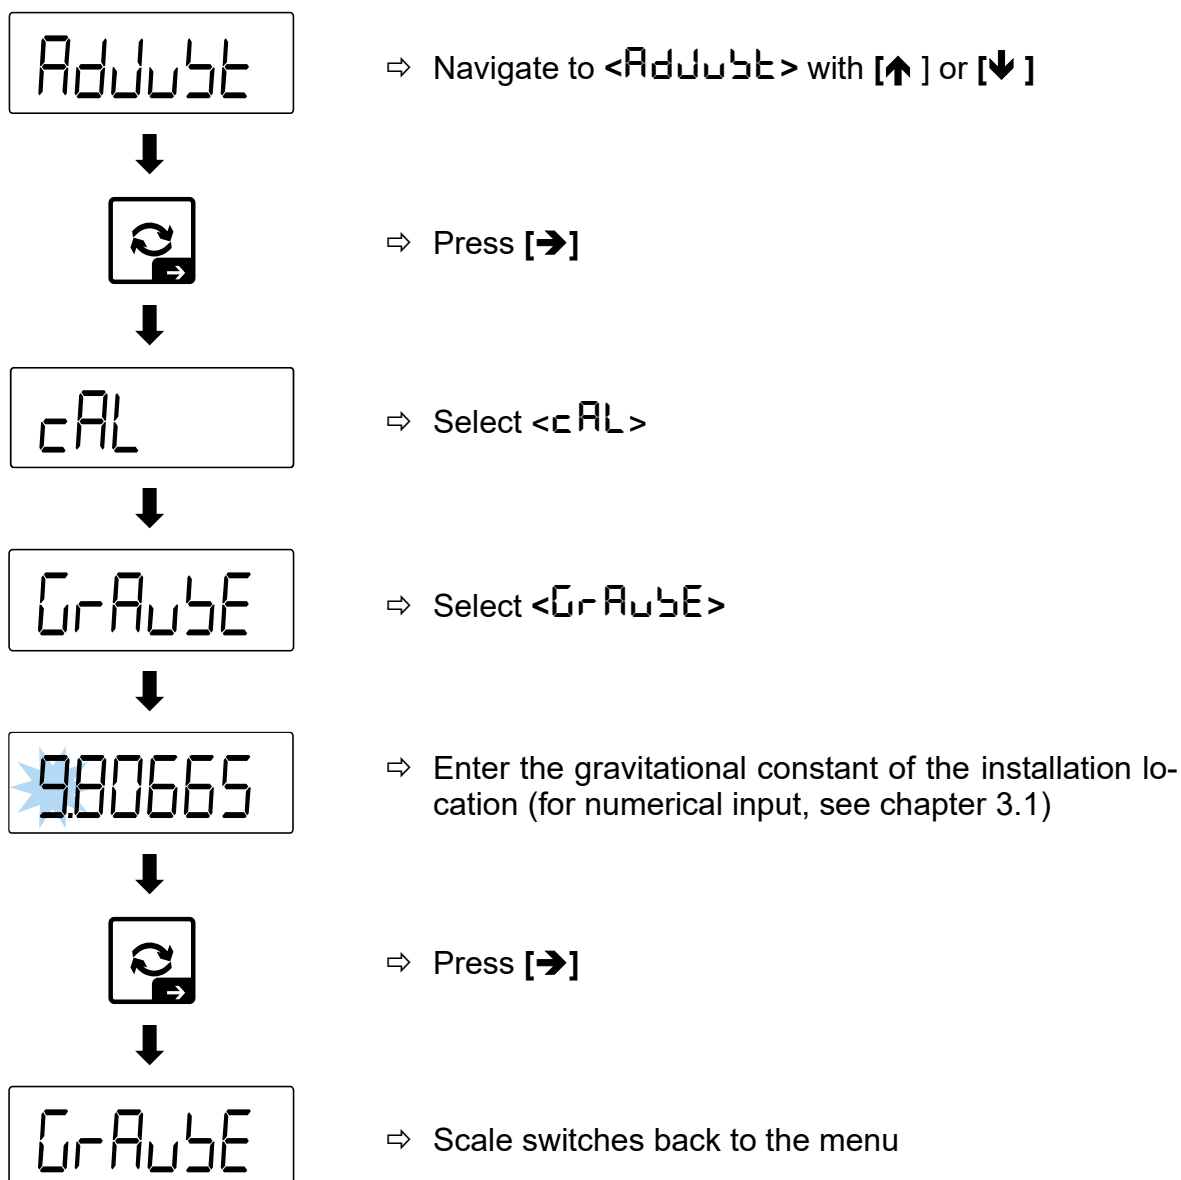 AdJuSt
⇨ Navigate to <AdJuSt> with [↑ ] or [↓ ]
→
⇨ Press [→]
cAL
⇨ Select <cAL>
GrAuSE
⇨ Select <GrAuSE>
9.80665
⇨ Enter the gravitational constant of the installation lo-
cation (for numerical input, see chapter 3.1)
→
⇨ Press [→]
GrAuSE
⇨ Scale switches back to the menu